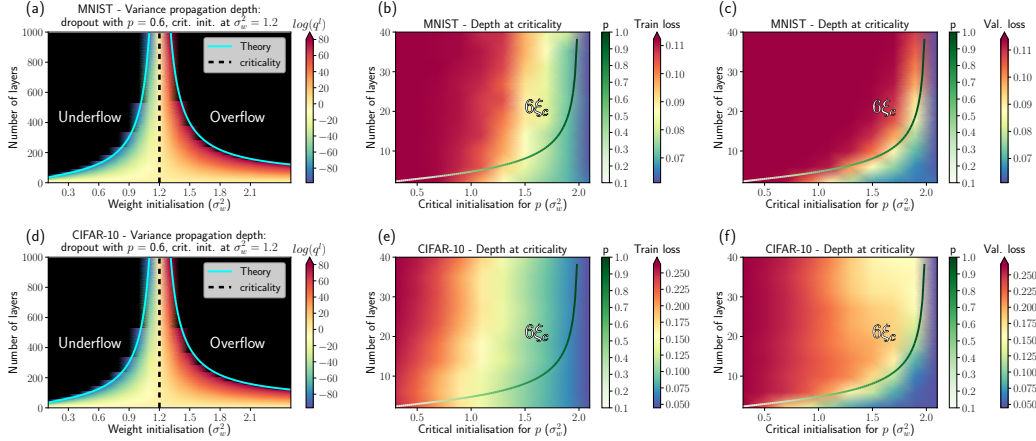 (a)
MNIST - Variance propagation depth:
dropout with p = 0.6, crit. init. at σ_w^2 = 1.2
log(q^l)
Theory
criticality
Underflow
Overflow
Number of layers
1000
800
600
400
200
0
0.3 0.6 0.9 1.2 1.5 1.8 2.1
Weight initialisation (σ_w^2)
80
60
40
20
0
−20
−40
−60
−80
(b)
MNIST - Depth at criticality
p
Train loss
6ξ_c
Number of layers
40
30
20
10
0.5 1.0 1.5 2.0
Critical initialisation for p (σ_w^2)
1
0.9
0.8
0.7
0.6
0.5
0.4
0.3
0.2
0.1
0.11
0.10
0.09
0.08
0.07
(c)
MNIST - Depth at criticality
p
Val. loss
6ξ_c
Number of layers
40
30
20
10
0.5 1.0 1.5 2.0
Critical initialisation for p (σ_w^2)
1
0.9
0.8
0.7
0.6
0.5
0.4
0.3
0.2
0.1
0.11
0.10
0.09
0.08
0.07
(d)
CIFAR-10 - Variance propagation depth:
dropout with p = 0.6, crit. init. at σ_w^2 = 1.2
log(q^l)
Theory
criticality
Underflow
Overflow
Number of layers
1000
800
600
400
200
0
0.3 0.6 0.9 1.2 1.5 1.8 2.1
Weight initialisation (σ_w^2)
80
60
40
20
0
−20
−40
−60
−80
(e)
CIFAR-10 - Depth at criticality
p
Train loss
6ξ_c
Number of layers
40
30
20
10
0.5 1.0 1.5 2.0
Critical initialisation for p (σ_w^2)
1
0.9
0.8
0.7
0.6
0.5
0.4
0.3
0.2
0.1
0.250
0.225
0.200
0.175
0.150
0.125
0.100
0.075
0.050
(f)
CIFAR-10 - Depth at criticality
p
Val. loss
6ξ_c
Number of layers
40
30
20
10
0.5 1.0 1.5 2.0
Critical initialisation for p (σ_w^2)
1
0.9
0.8
0.7
0.6
0.5
0.4
0.3
0.2
0.1
0.250
0.225
0.200
0.175
0.150
0.125
0.100
0.075
0.050